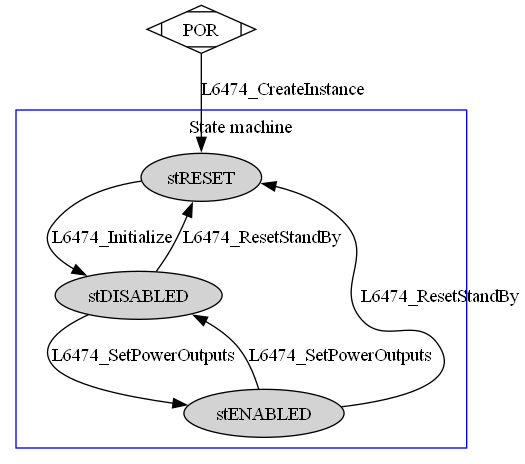 POR
L6474_CreateInstance
State machine
stRESET
L6474_Initialize
L6474_ResetStandBy
stDISABLED
L6474_ResetStandBy
L6474_SetPowerOutputs
L6474_SetPowerOutputs
stENABLED